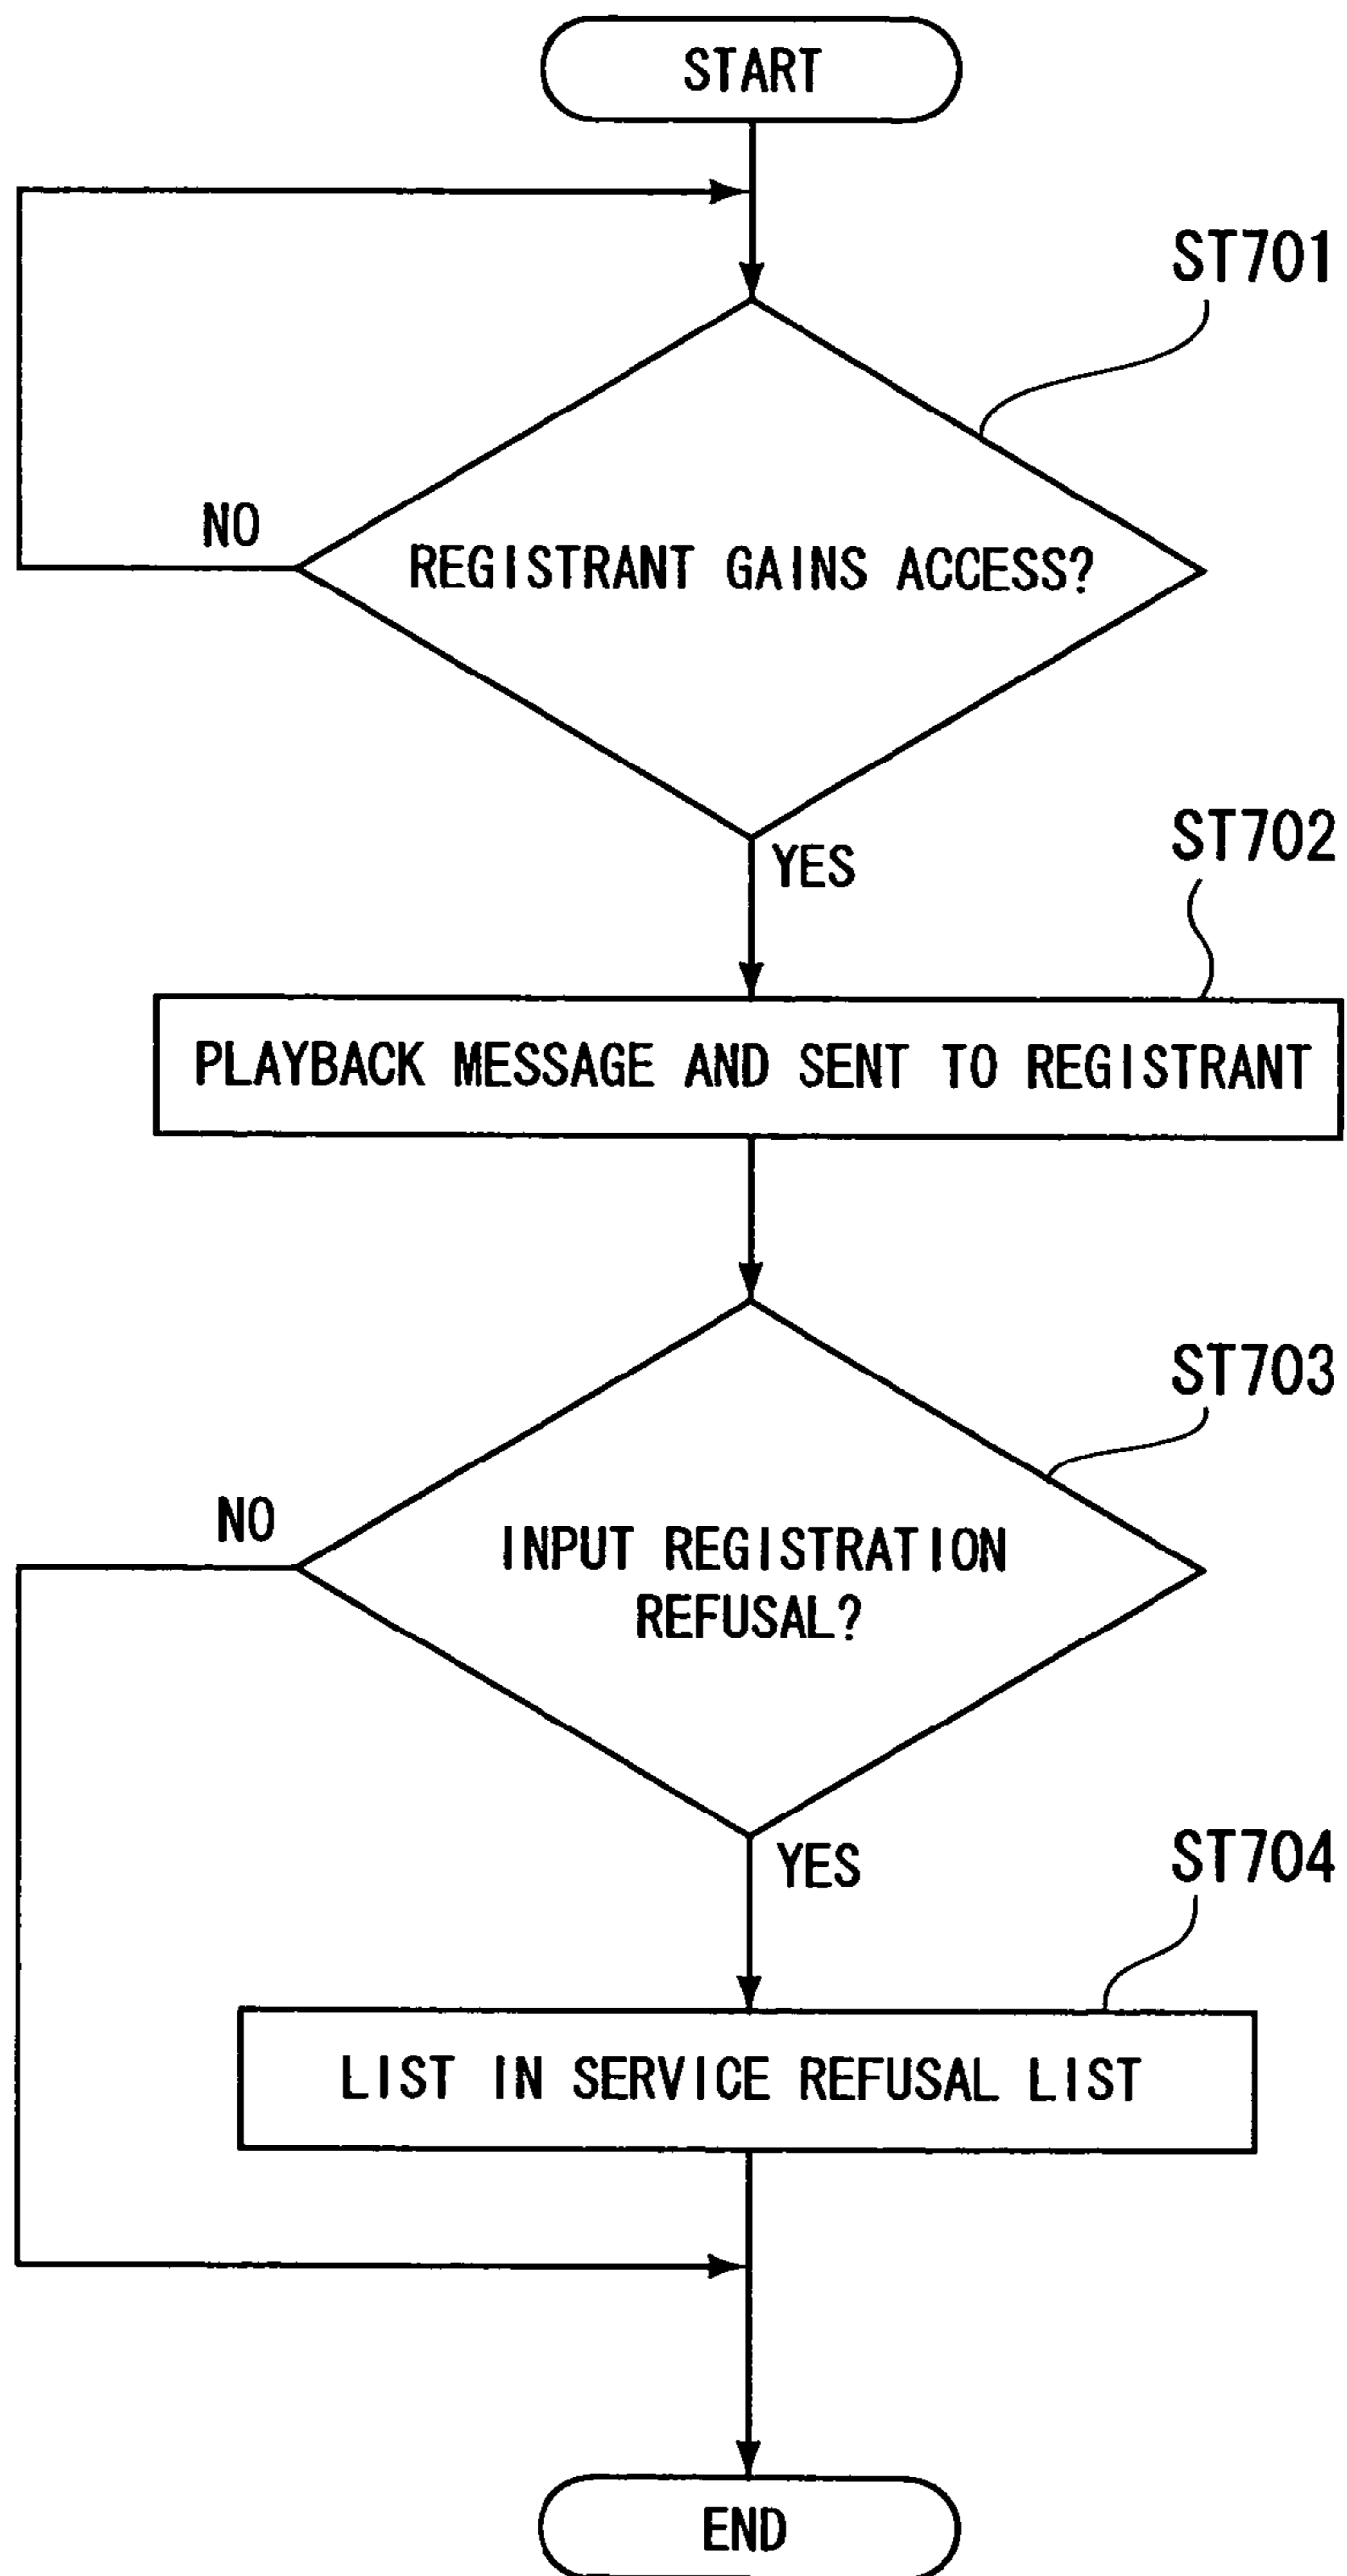 START
ST701
NO
REGISTRANT GAINS ACCESS?
YES
ST702
PLAYBACK MESSAGE AND SENT TO REGISTRANT
ST703
NO
INPUT REGISTRATION
REFUSAL?
YES
ST704
LIST IN SERVICE REFUSAL LIST
END